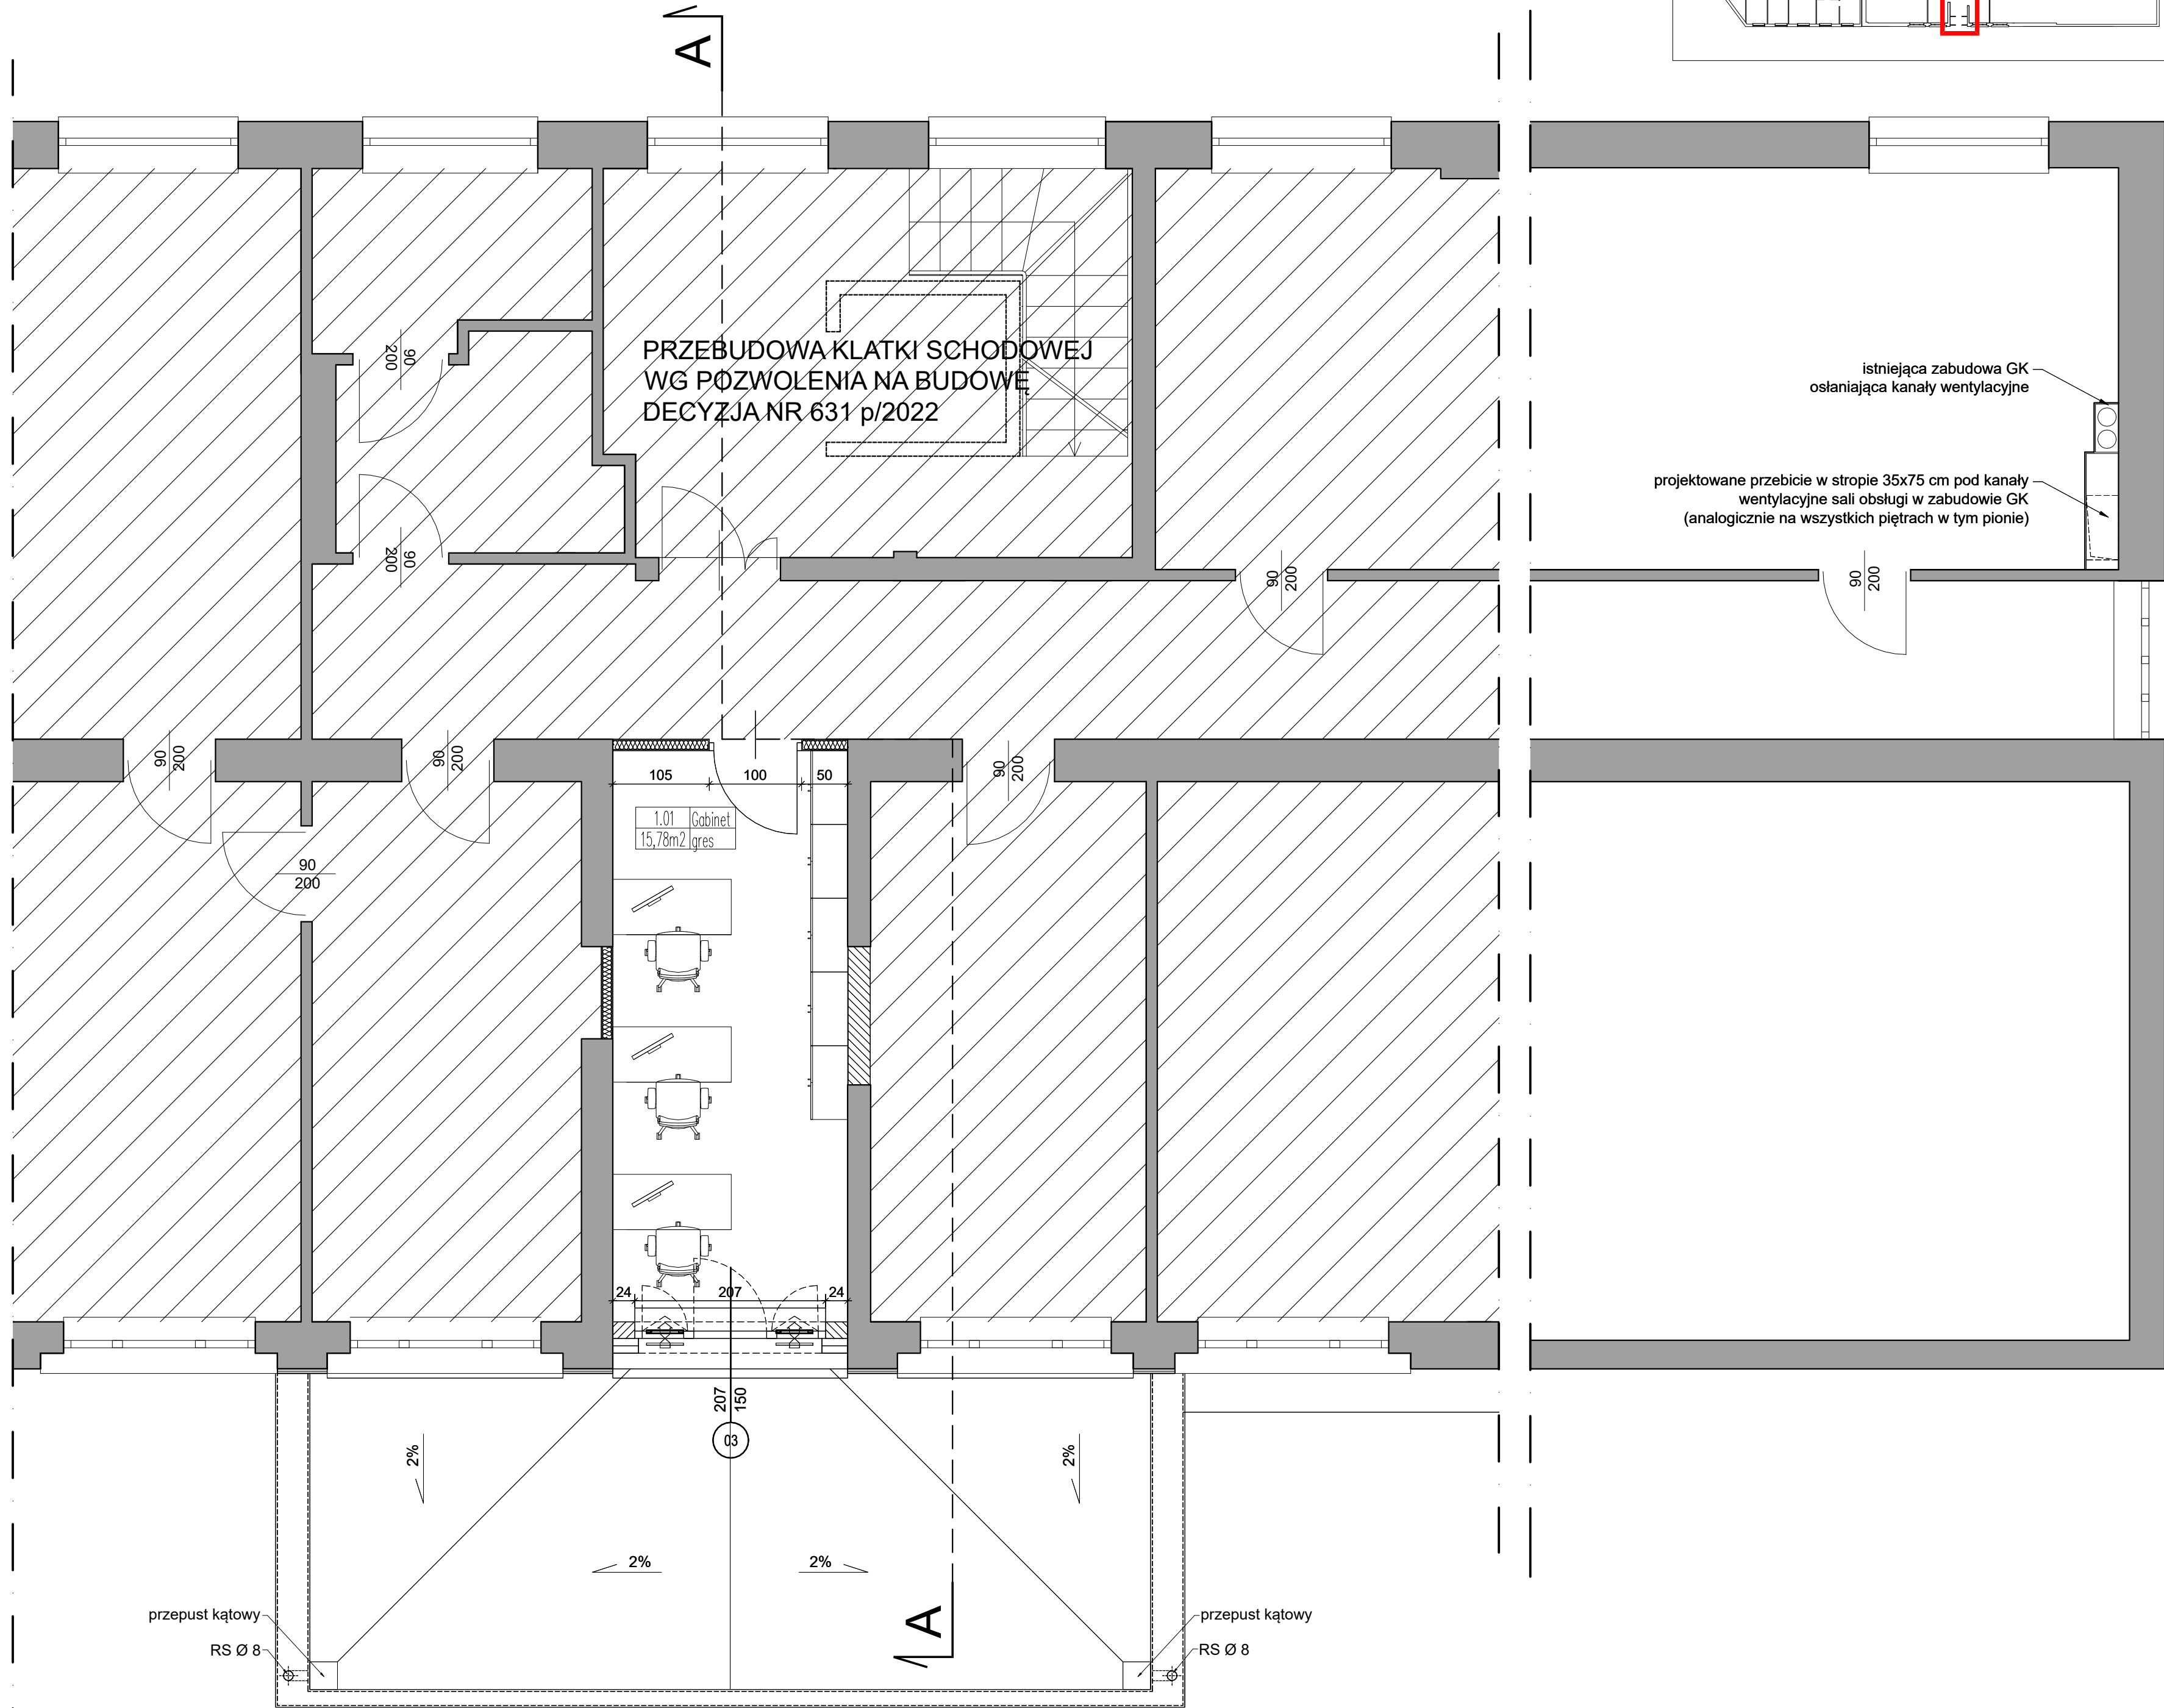 A
PRZEBUDOWA KLATKI SCHODOWEJ
WG POZWOLENIA NA BUDOWĘ
DECYZJA NR 631 p/2022
istniejąca zabudowa GK
osłaniająca kanały wentylacyjne
projektowane przebicie w stropie 35x75 cm pod kanały
wentylacyjne sali obsługi w zabudowie GK
(analogicznie na wszystkich piętrach w tym pionie)
90
200
90
200
90
200
90
200
90
200
90
200
90
200
90
200
105 100 50
1.01 Gabinet
15,78m2 gres
24 207 24
207
150
03
2%
2%
2%
2%
przepust kątowy
RS Ø 8
A
przepust kątowy
RS Ø 8